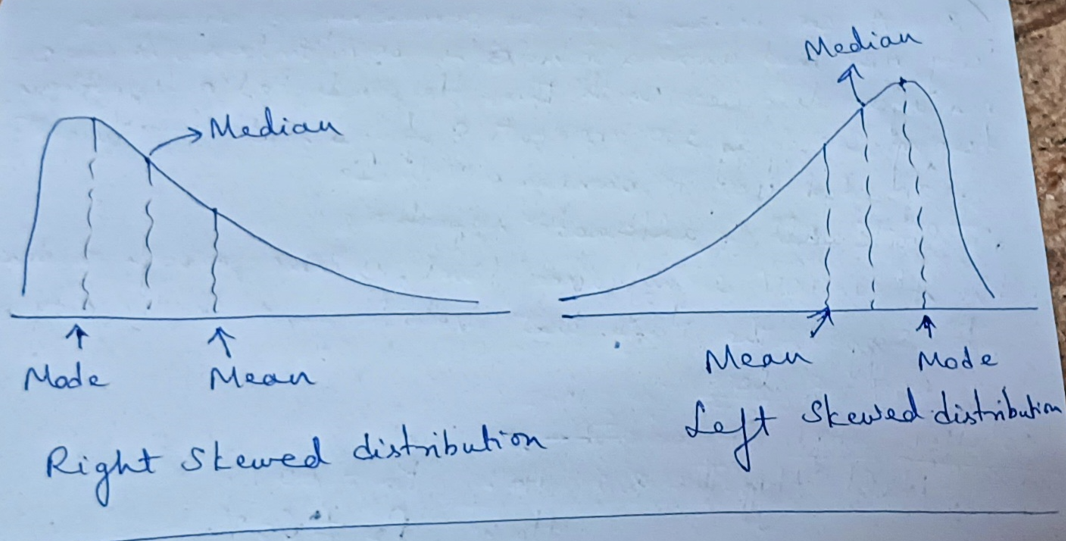 Median
Mode
Mean
Right Skewed distribution
Median
Mean
Mode
Left Skewed distribution